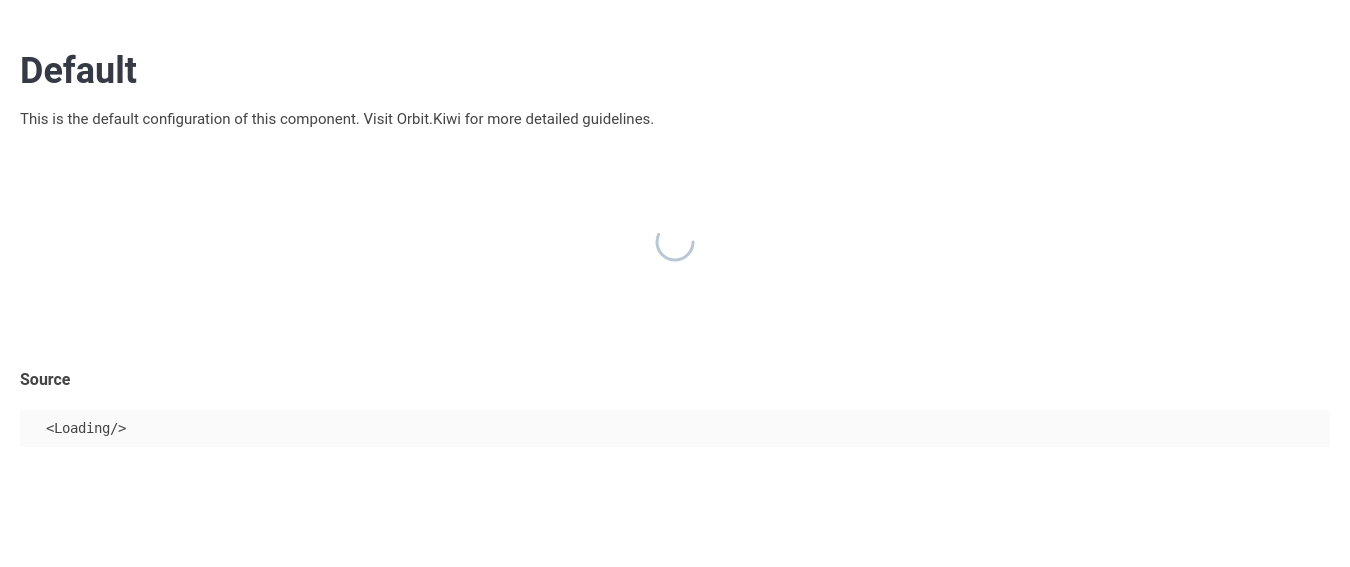 Default
This is the default configuration of this component. Visit Orbit.Kiwi for more detailed guidelines.
Source
<Loading/>